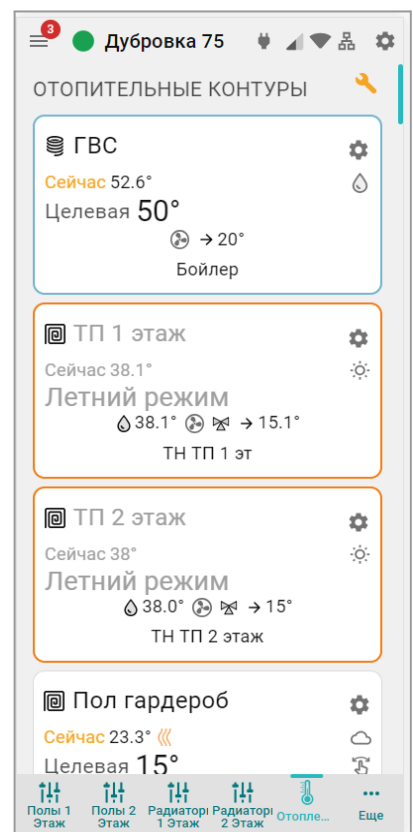 3
Дубровка 75
ОТОПИТЕЛЬНЫЕ КОНТУРЫ
ГВС
Сейчас 52.6°
Целевая 50°
→ 20°
Бойлер
ТП 1 этаж
Сейчас 38.1°
Летний режим
38.1° → 15.1°
ТН ТП 1 эт
ТП 2 этаж
Сейчас 38°
Летний режим
38.0° → 15°
ТН ТП 2 этаж
Пол гардероб
Сейчас 23.3°
Целевая 15°
Полы 1 Полы 2 Радиаторы Радиаторы Отопле... Еще
Этаж Этаж 1 Этаж 2 Этаж